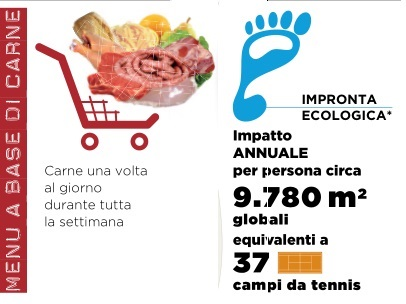 MENU A BASE DI CARNE
Carne una volta
al giorno
durante tutta
la settimana
IMPRONTA
ECOLOGICA*
Impatto
ANNUALE
per persona circa
9.780 m²
globali
equivalenti a
37
campi da tennis